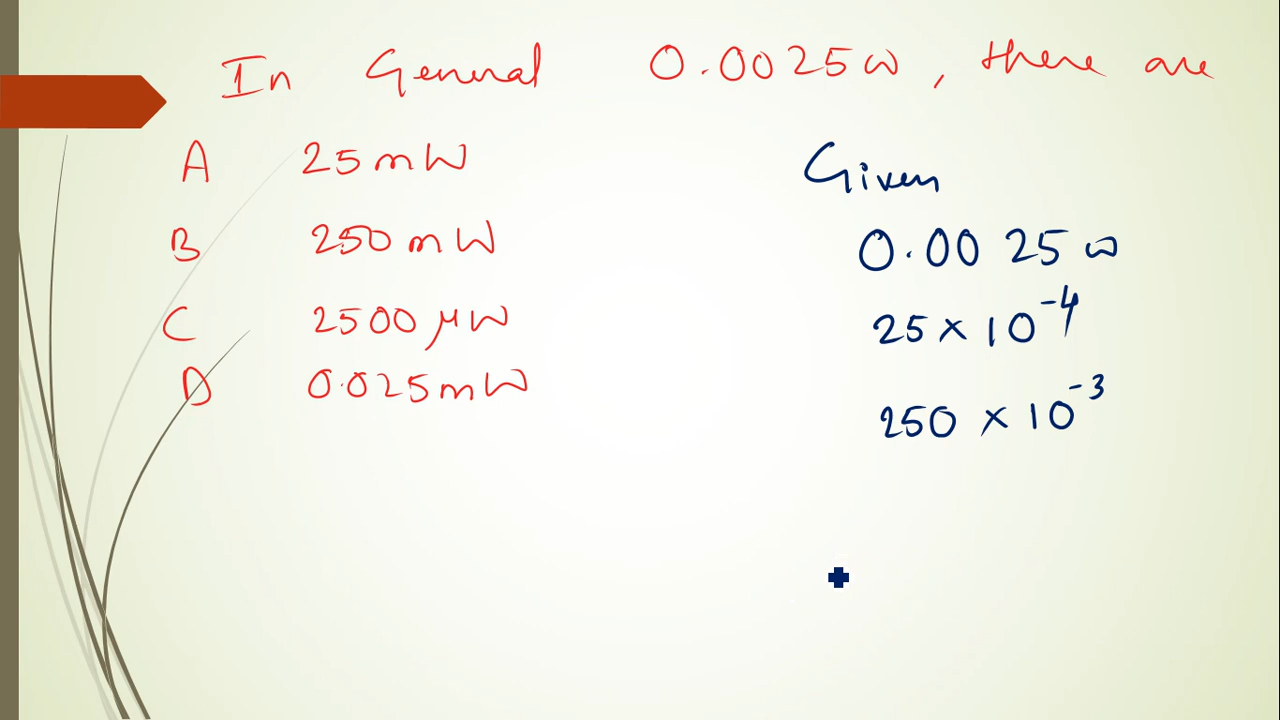 In General 0.0025w, there are
A 25mW
B 250mW
C 2500μW
D 0.025mW
Given
0.0025w
25 × 10⁻⁴
250 × 10⁻³